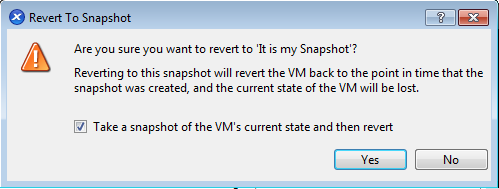 Revert To Snapshot
Are you sure you want to revert to 'It is my Snapshot'?
Reverting to this snapshot will revert the VM back to the point in time that the
snapshot was created, and the current state of the VM will be lost.
Take a snapshot of the VM's current state and then revert
Yes No